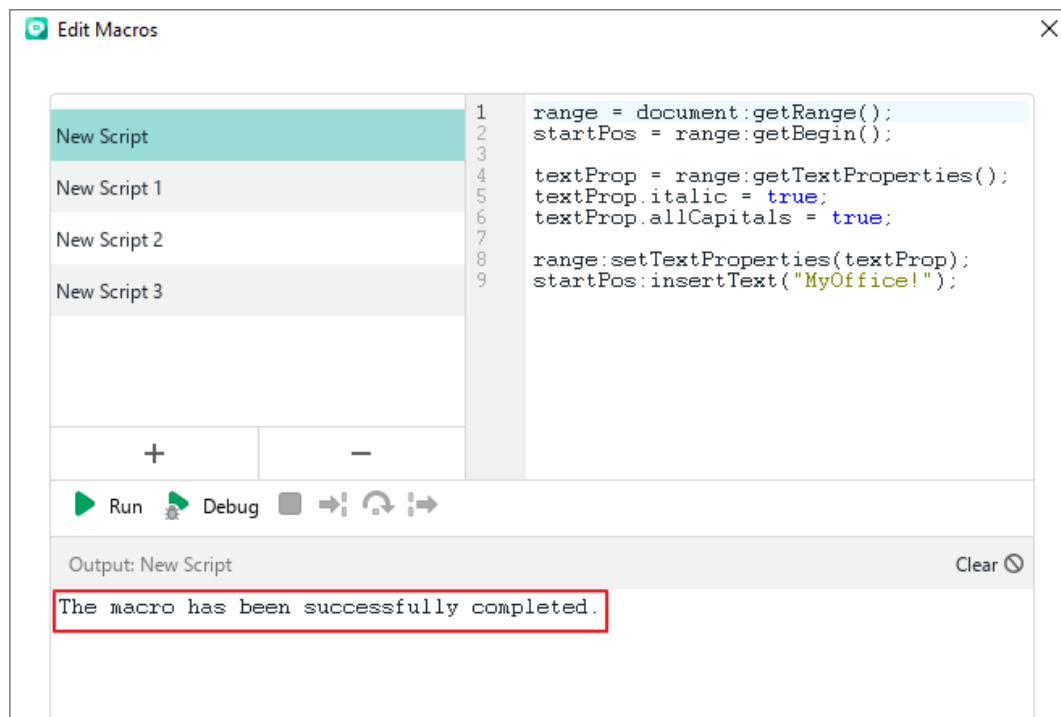 Edit Macros
New Script
New Script 1
New Script 2
New Script 3
1 range = document:getRange();
2 startPos = range:getBegin();
3
4 textProp = range:getTextProperties();
5 textProp.italic = true;
6 textProp.allCapitals = true;
7
8 range:setTextProperties(textProp);
9 startPos:insertText("MyOffice!");
Run Debug
Output: New Script Clear
The macro has been successfully completed.